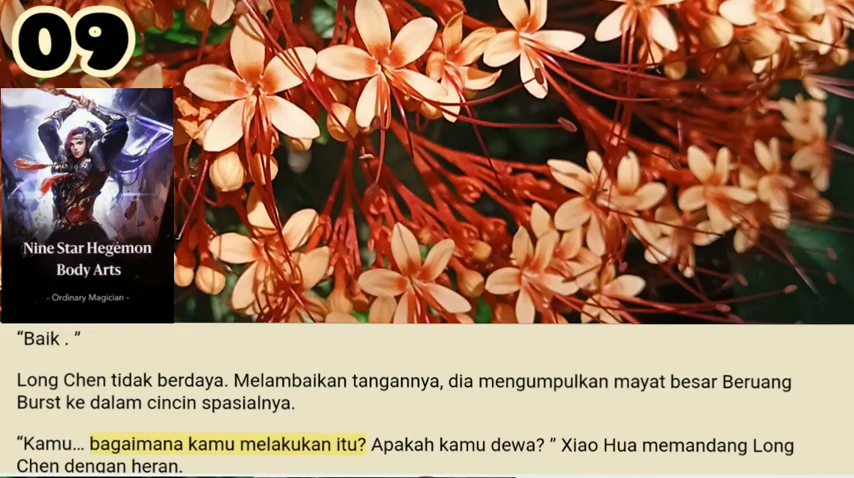 09
Nine Star Hegemon
Body Arts
- Ordinary Magician -
“Baik . ”
Long Chen tidak berdaya. Melambaikan tangannya, dia mengumpulkan mayat besar Beruang
Burst ke dalam cincin spasialnya.
“Kamu... bagaimana kamu melakukan itu? Apakah kamu dewa? ” Xiao Hua memandang Long
Chen dengan heran.